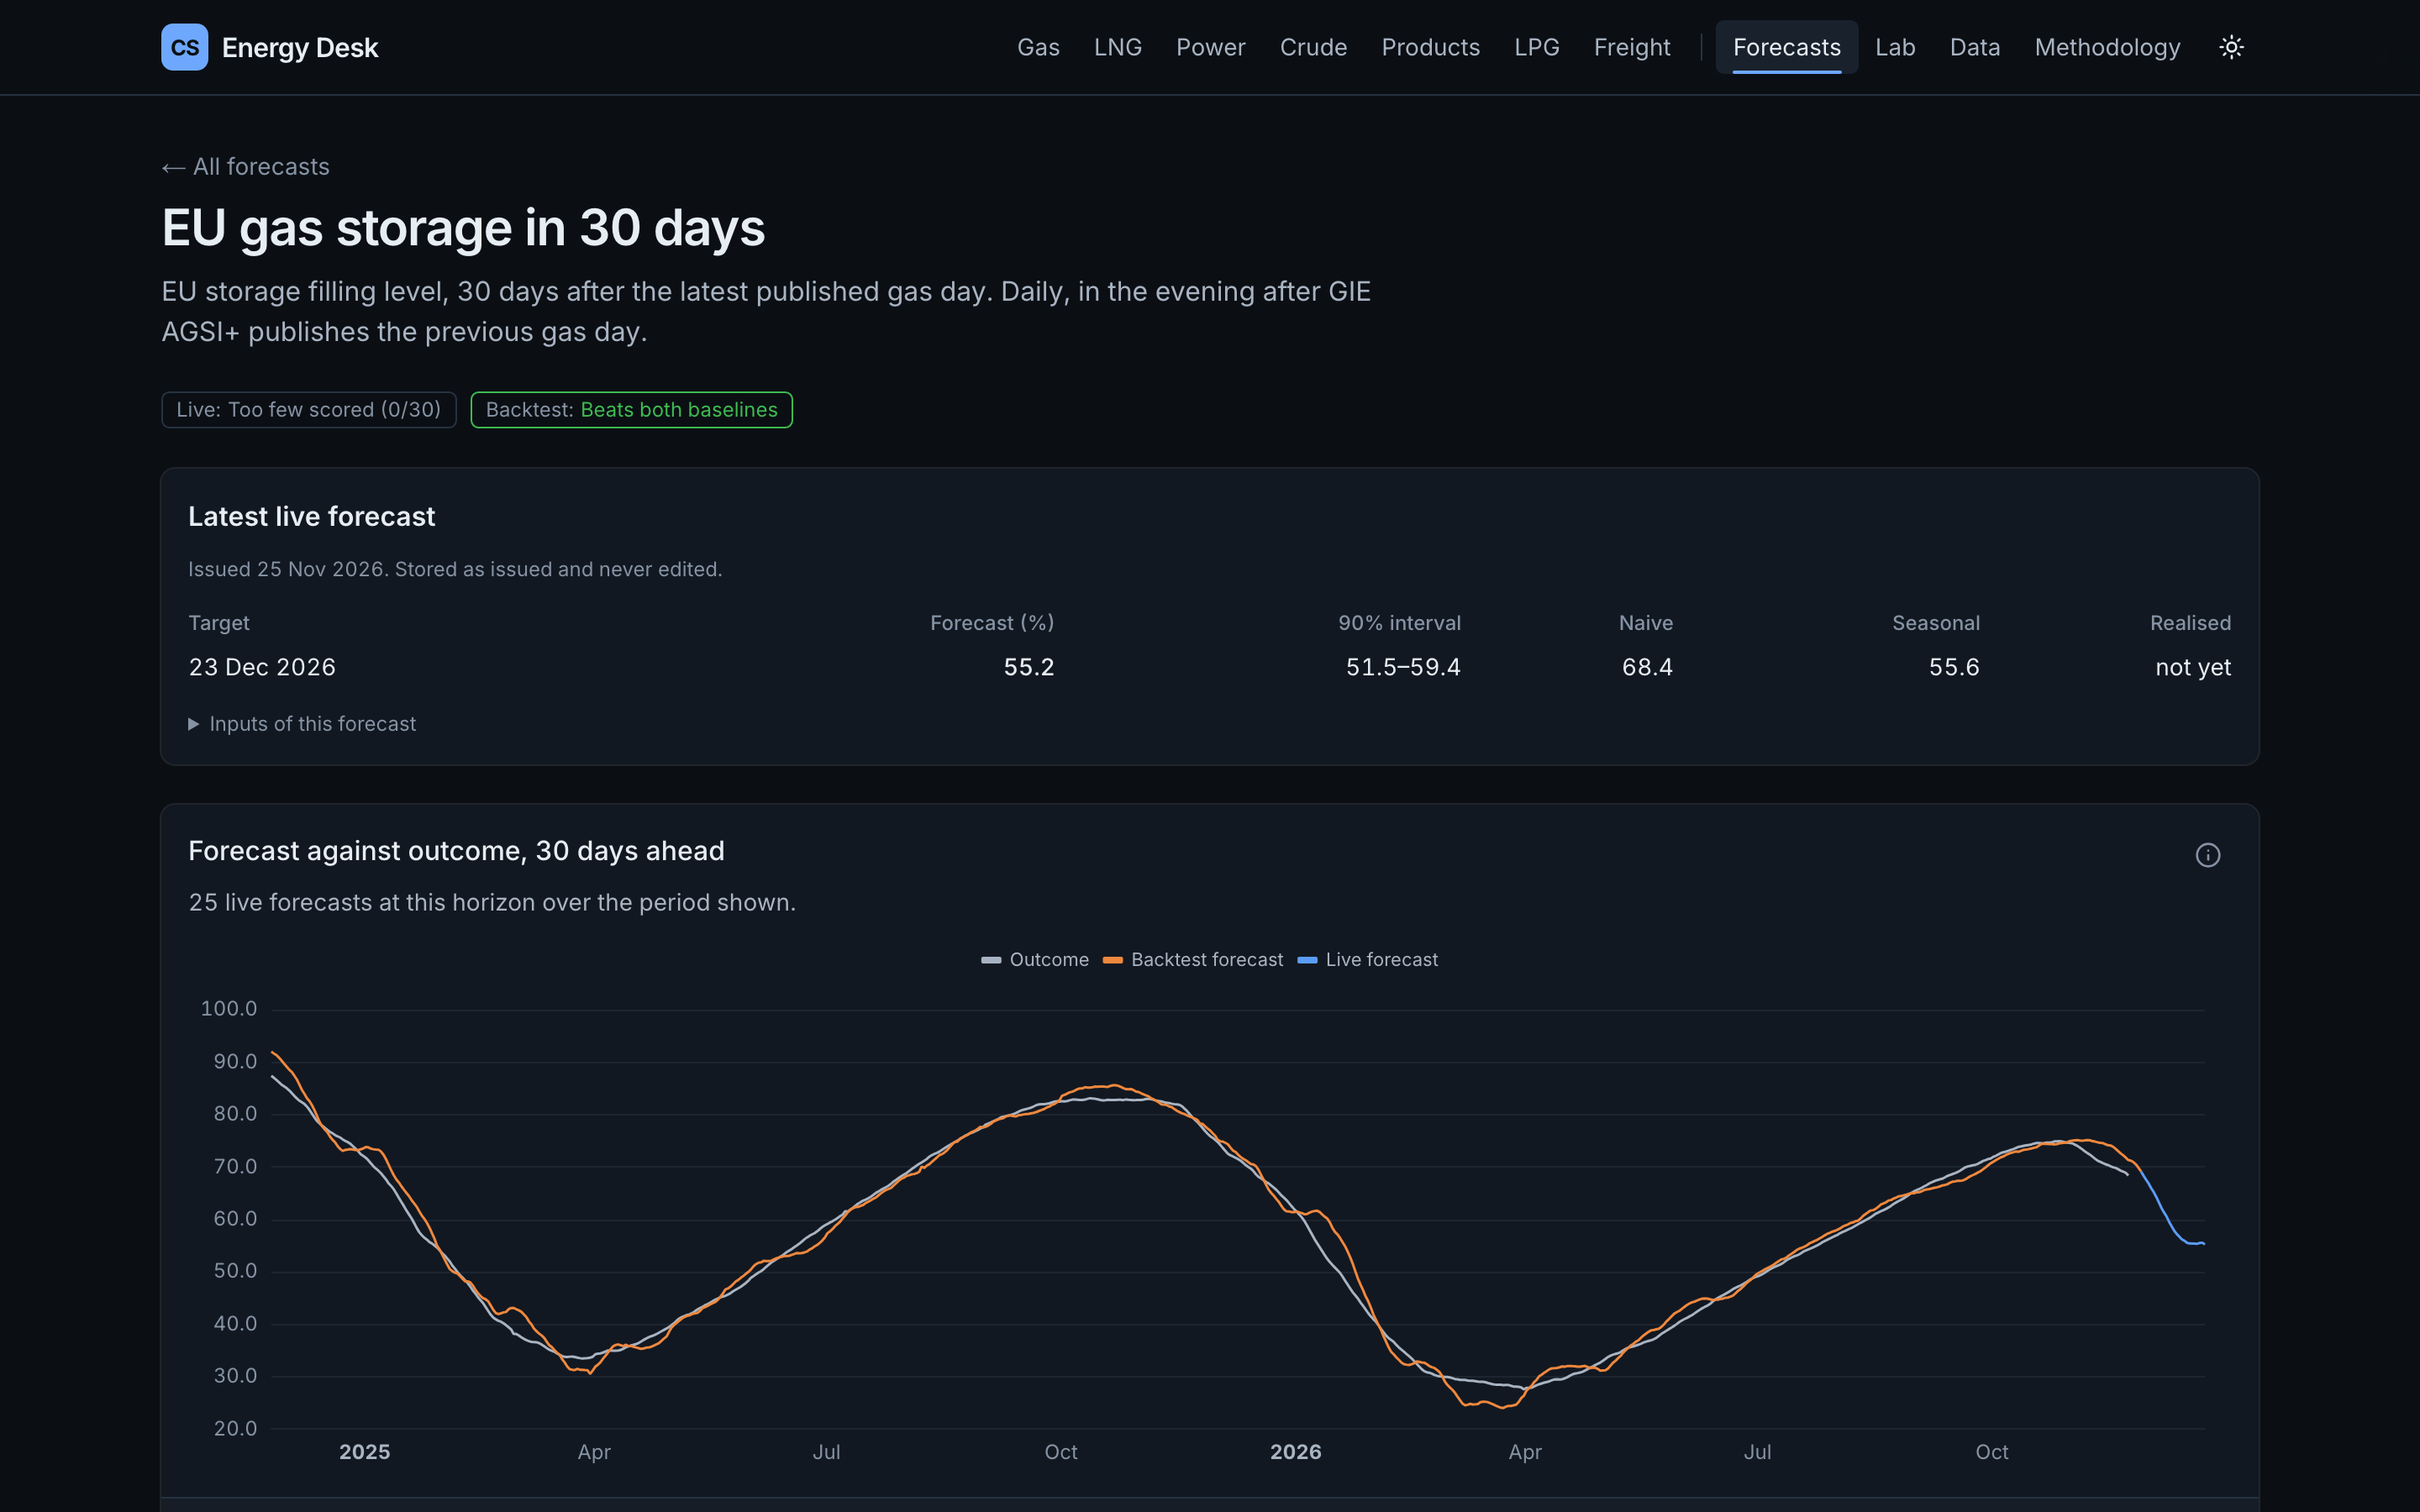 CS Energy Desk
Gas LNG Power Crude Products LPG Freight Forecasts Lab Data Methodology
← All forecasts
EU gas storage in 30 days
EU storage filling level, 30 days after the latest published gas day. Daily, in the evening after GIE
AGSI+ publishes the previous gas day.
Live: Too few scored (0/30) Backtest: Beats both baselines
Latest live forecast
Issued 25 Nov 2026. Stored as issued and never edited.
Target Forecast (%) 90% interval Naive Seasonal Realised
23 Dec 2026 55.2 51.5–59.4 68.4 55.6 not yet
▶ Inputs of this forecast
Forecast against outcome, 30 days ahead
25 live forecasts at this horizon over the period shown.
Outcome Backtest forecast Live forecast
100.0
90.0
80.0
70.0
60.0
50.0
40.0
30.0
20.0
2025 Apr Jul Oct 2026 Apr Jul Oct